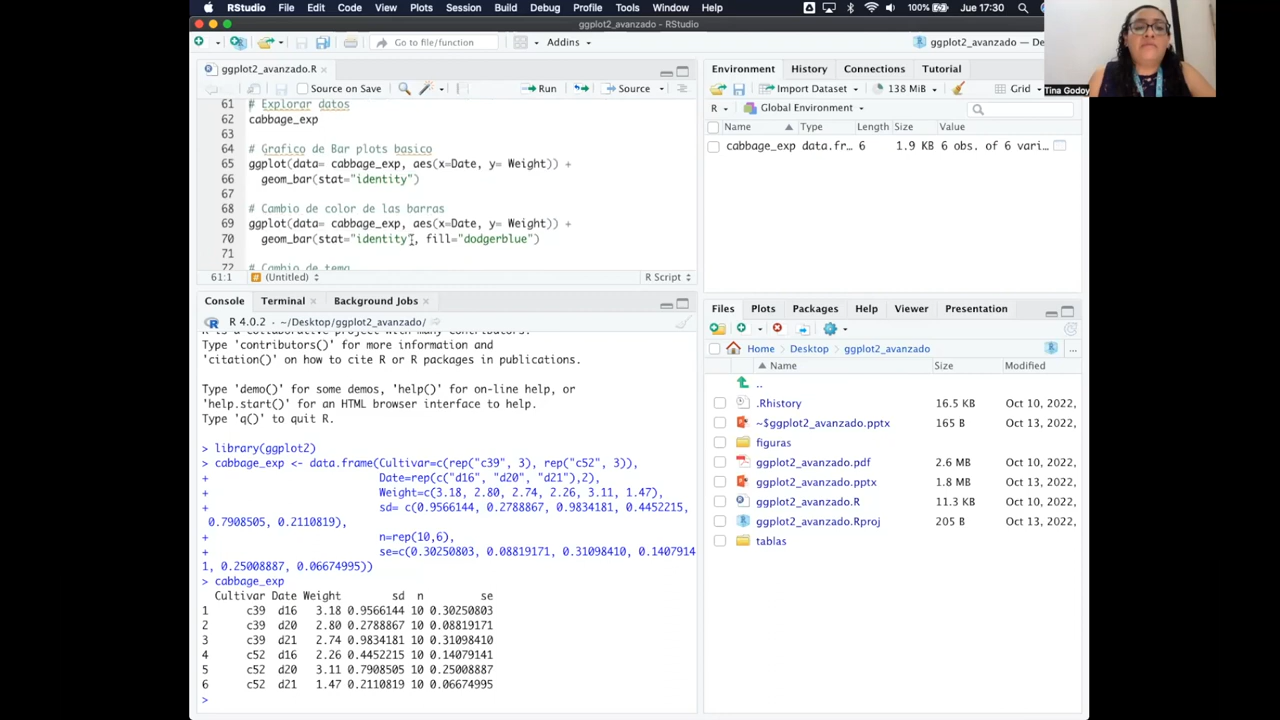 RStudio File Edit Code View Plots Session Build Debug Profile Tools Window Help 100% Jue 17:30
ggplot2_avanzado - RStudio
Go to file/function Addins ggplot2_avanzado —
Tina Godoy
ggplot2_avanzado.R
Source on Save Run Source
61 # Explorar datos
62 cabbage_exp
63
64 # Grafico de Bar plots basico
65 ggplot(data= cabbage_exp, aes(x=Date, y= Weight)) +
66 geom_bar(stat="identity")
67
68 # Cambio de color de las barras
69 ggplot(data= cabbage_exp, aes(x=Date, y= Weight)) +
70 geom_bar(stat="identity", fill="dodgerblue")
71
72 # Cambio de tema
61:1 # (Untitled) R Script
Console Terminal Background Jobs
R 4.0.2 · ~/Desktop/ggplot2_avanzado/
R is a collaborative project with many contributors.
Type 'contributors()' for more information and
'citation()' on how to cite R or R packages in publications.
Type 'demo()' for some demos, 'help()' for on-line help, or
'help.start()' for an HTML browser interface to help.
Type 'q()' to quit R.
> library(ggplot2)
> cabbage_exp <- data.frame(Cultivar=c(rep("c39", 3), rep("c52", 3)),
+ Date=rep(c("d16", "d20", "d21"),2),
+ Weight=c(3.18, 2.80, 2.74, 2.26, 3.11, 1.47),
+ sd= c(0.9566144, 0.2788867, 0.9834181, 0.4452215,
0.7908505, 0.2110819),
+ n=rep(10,6),
+ se=c(0.30250803, 0.08819171, 0.31098410, 0.1407914
1, 0.25008887, 0.06674995))
> cabbage_exp
Cultivar Date Weight sd n se
1 c39 d16 3.18 0.9566144 10 0.30250803
2 c39 d20 2.80 0.2788867 10 0.08819171
3 c39 d21 2.74 0.9834181 10 0.31098410
4 c52 d16 2.26 0.4452215 10 0.14079141
5 c52 d20 3.11 0.7908505 10 0.25008887
6 c52 d21 1.47 0.2110819 10 0.06674995
>
Environment History Connections Tutorial
Import Dataset 138 MiB Grid
R Global Environment
Name Type Length Size Value
cabbage_exp data.fr… 6 1.9 KB 6 obs. of 6 vari…
Files Plots Packages Help Viewer Presentation
Home Desktop ggplot2_avanzado ...
Name Size Modified
..
.Rhistory 16.5 KB Oct 10, 2022,
~$ggplot2_avanzado.pptx 165 B Oct 13, 2022,
figuras
ggplot2_avanzado.pdf 2.6 MB Oct 10, 2022,
ggplot2_avanzado.pptx 1.8 MB Oct 13, 2022,
ggplot2_avanzado.R 11.3 KB Oct 10, 2022,
ggplot2_avanzado.Rproj 205 B Oct 13, 2022,
tablas